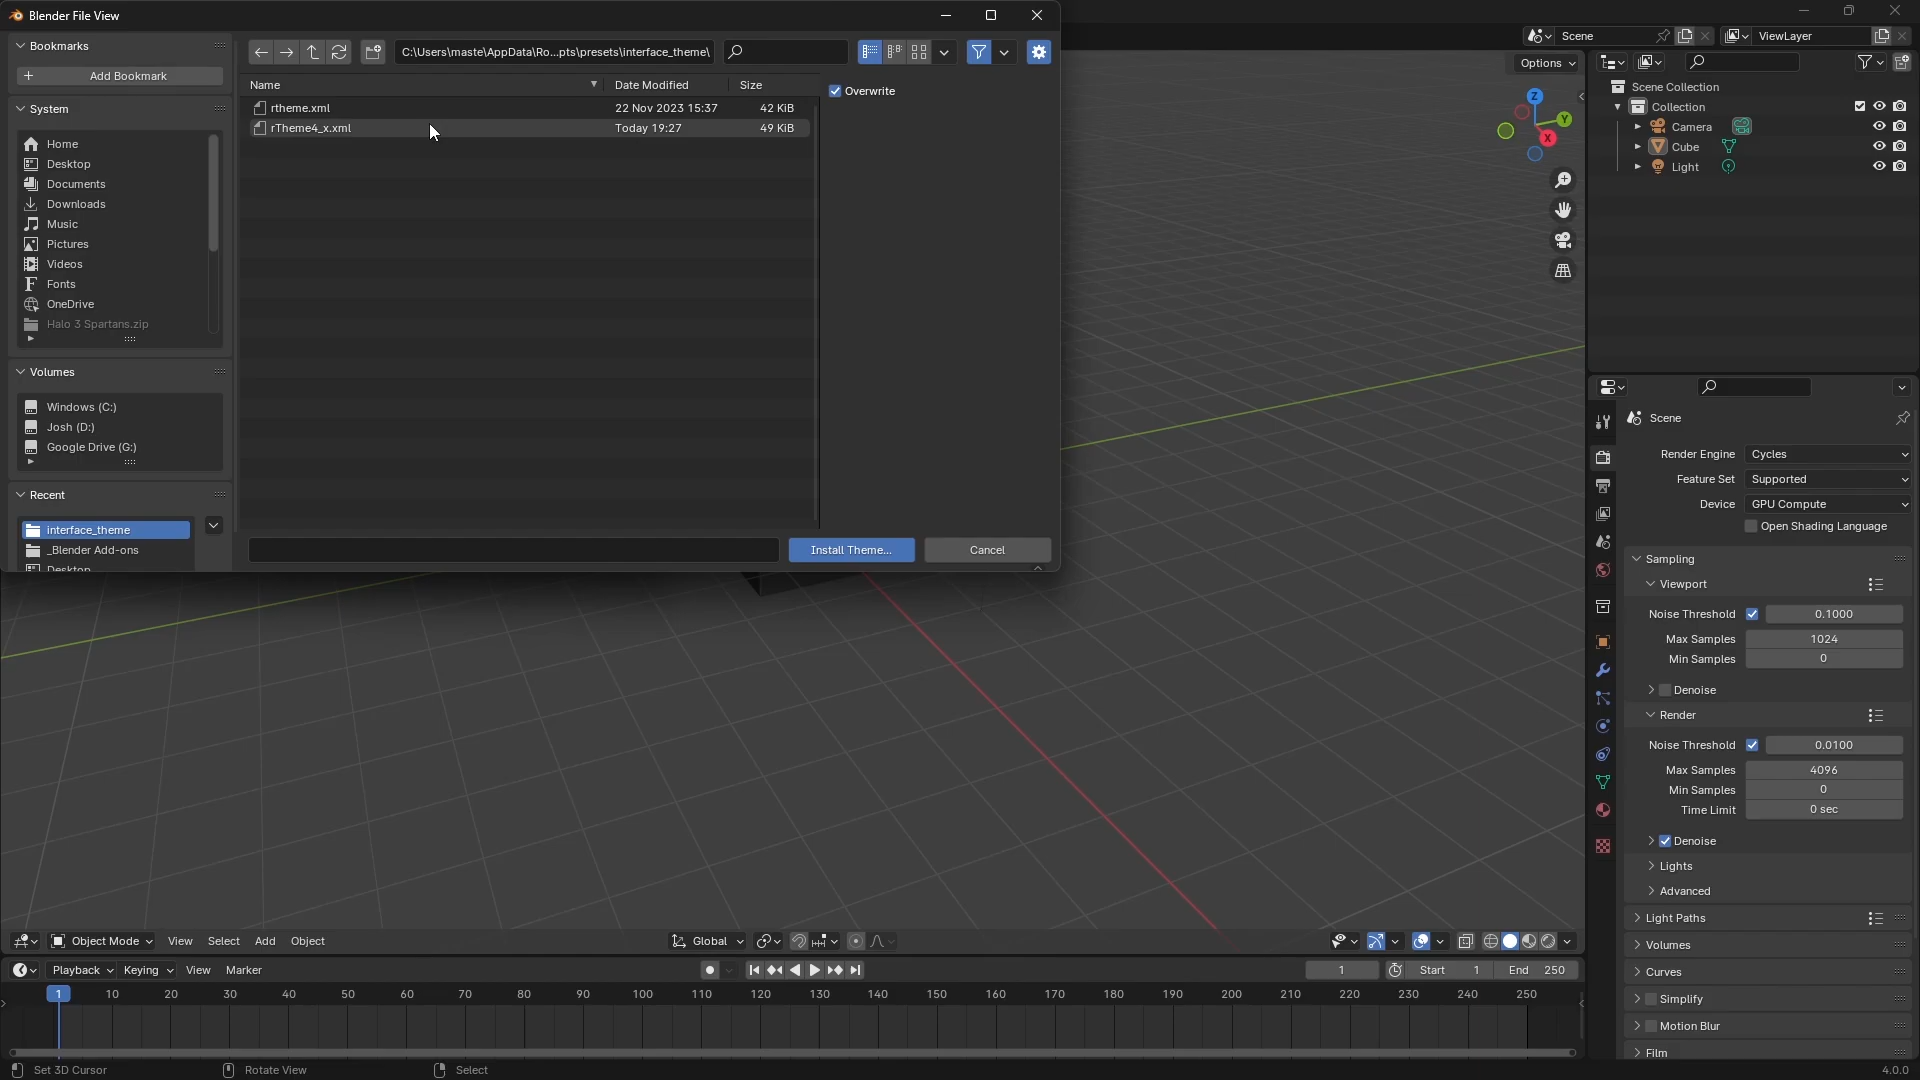 Blender File View
Bookmarks
Add Bookmark
System
Home
Desktop
Documents
Downloads
Music
Pictures
Videos
Fonts
OneDrive
Halo 3 Spartans.zip
Volumes
Windows (C:)
Josh (D:)
Google Drive (G:)
Recent
interface_theme
_Blender Add-ons
Desktop
C:\Users\maste\AppData\Ro...pts\presets\interface_theme\
Name Date Modified Size
rtheme.xml 22 Nov 2023 15:37 42 KiB
rTheme4_x.xml Today 19:27 49 KiB
Overwrite
Install Theme... Cancel
Scene ViewLayer
Options
Z
Y
X
Scene Collection
Collection
Camera
Cube
Light
Scene
Render Engine Cycles
Feature Set Supported
Device GPU Compute
Open Shading Language
Sampling
Viewport
Noise Threshold 0.1000
Max Samples 1024
Min Samples 0
Denoise
Render
Noise Threshold 0.0100
Max Samples 4096
Min Samples 0
Time Limit 0 sec
Denoise
Lights
Advanced
Light Paths
Volumes
Curves
Simplify
Motion Blur
Film
Object Mode View Select Add Object Global
Playback Keying View Marker 1 Start 1 End 250
1 10 20 30 40 50 60 70 80 90 100 110 120 130 140 150 160 170 180 190 200 210 220 230 240 250
Set 3D Cursor Rotate View Select 4.0.0